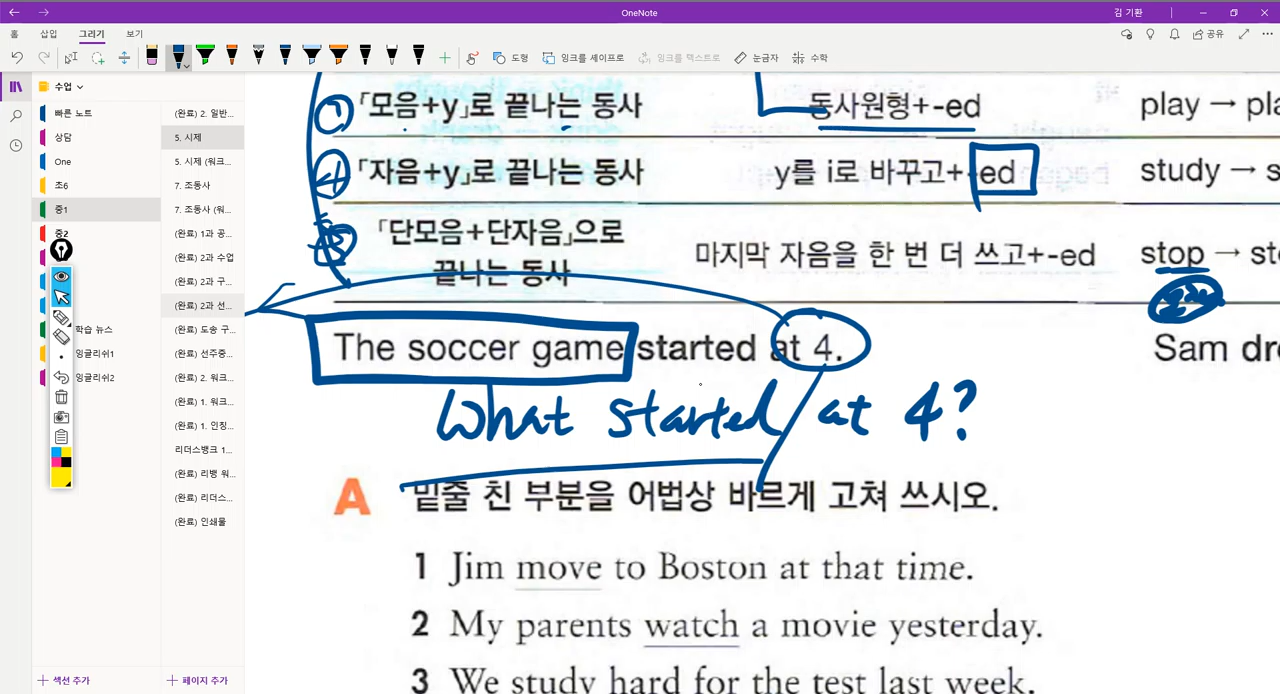 OneNote
김 기환
홈 삽입 그리기 보기
공유
도형 잉크를 셰이프로 잉크를 텍스트로 눈금자 수학
수업
빠른 노트
상담
One
초6
중1
중2
학습 뉴스
잉글리쉬1
잉글리쉬2
섹션 추가
(완료) 2. 일반...
5. 시제
5. 시제 (워크...
7. 조동사
7. 조동사 (워...
(완료) 1과 공...
(완료) 2과 수업
(완료) 2과 구...
(완료) 2과 선...
(완료) 도송 구...
(완료) 선주중...
(완료) 2. 워크...
(완료) 1. 워크...
(완료) 1. 인칭...
리더스뱅크 1...
(완료) 리뱅 워...
(완료) 리더스...
(완료) 인쇄물
페이지 추가
「모음+y」로 끝나는 동사 동사원형+-ed play → pla
④ 「자음+y」로 끝나는 동사 y를 i로 바꾸고+-ed study → s
⑤ 「단모음+단자음」으로
끝나는 동사 마지막 자음을 한 번 더 쓰고+-ed stop → sto
The soccer game started at 4. Sam dr
What started at 4?
A 밑줄 친 부분을 어법상 바르게 고쳐 쓰시오.
1 Jim move to Boston at that time.
2 My parents watch a movie yesterday.
3 We study hard for the test last week.